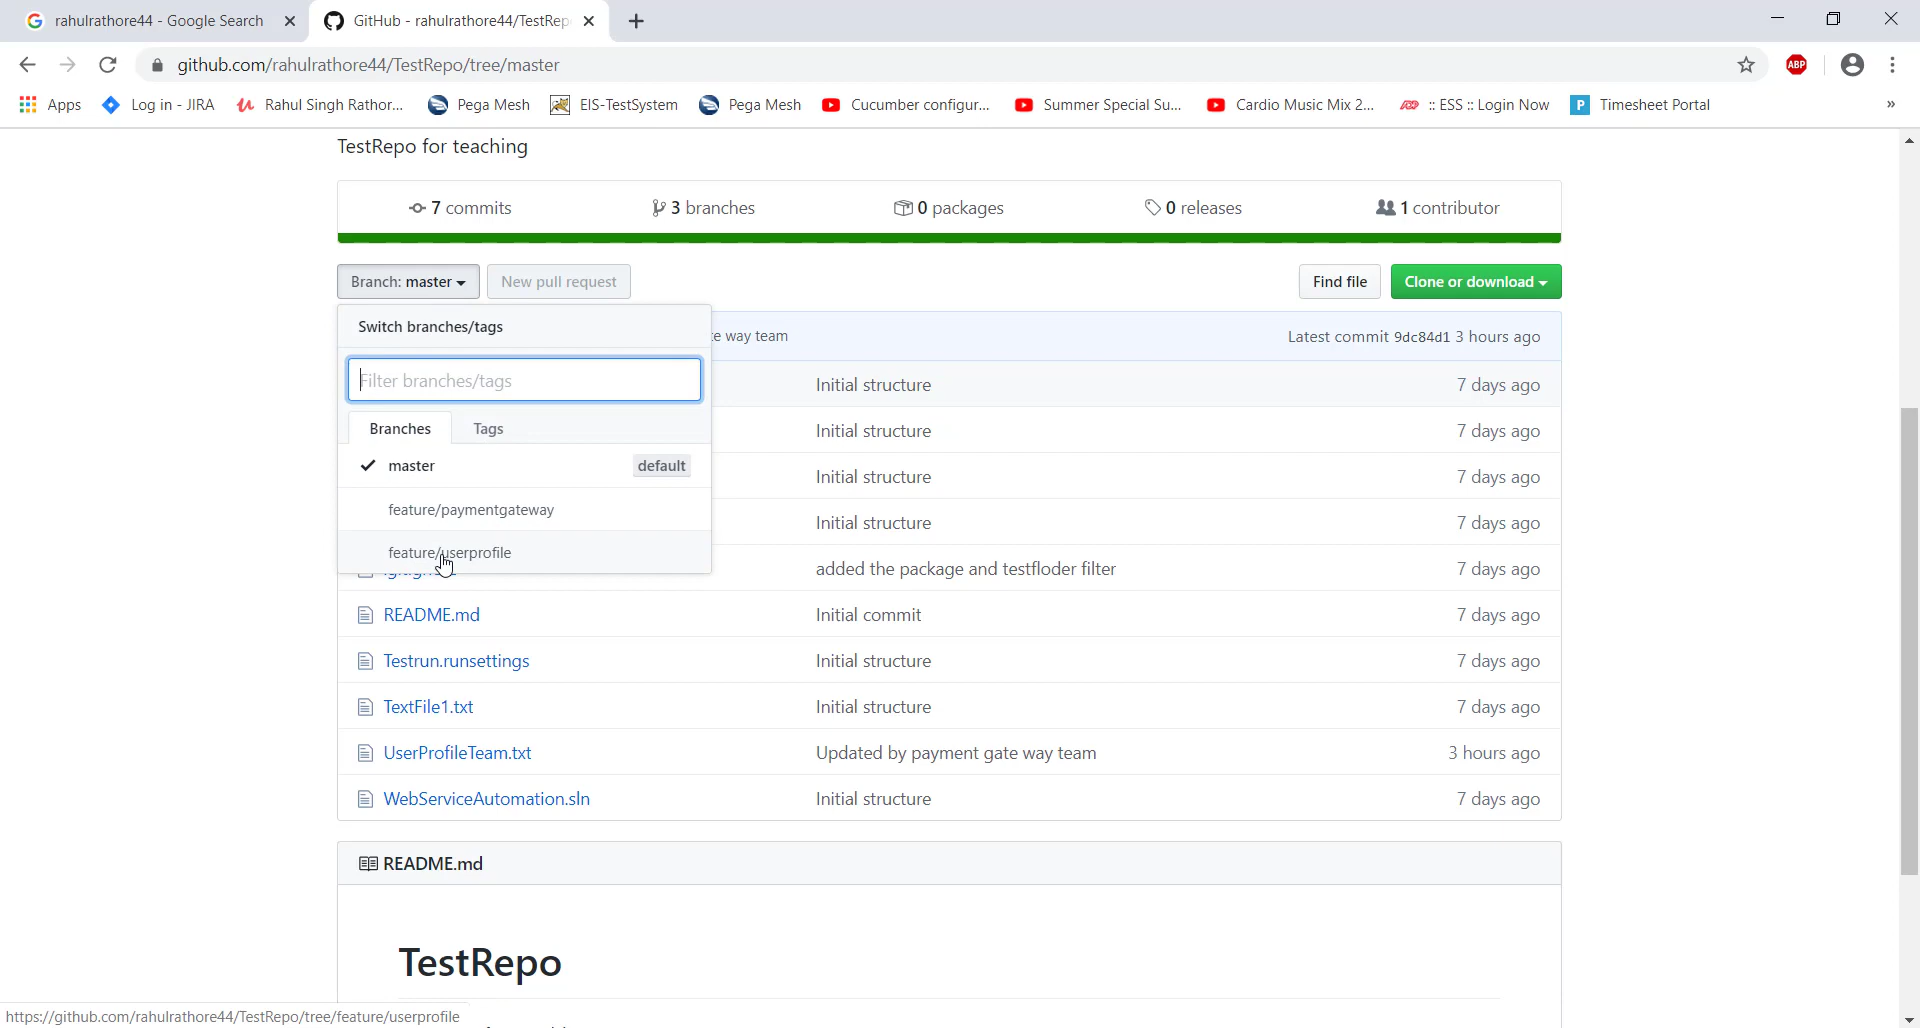 rahulrathore44 - Google Search
GitHub - rahulrathore44/TestRep
github.com/rahulrathore44/TestRepo/tree/master
ABP
Apps
Log in - JIRA
Rahul Singh Rathor...
Pega Mesh
EIS-TestSystem
Pega Mesh
Cucumber configur...
Summer Special Su...
Cardio Music Mix 2...
:: ESS :: Login Now
P Timesheet Portal
»
TestRepo for teaching
7 commits
3 branches
0 packages
0 releases
1 contributor
Branch: master
New pull request
Find file
Clone or download
Switch branches/tags
way team
Latest commit 9dc84d1 3 hours ago
Filter branches/tags
Initial structure 7 days ago
Branches Tags
Initial structure 7 days ago
master default
Initial structure 7 days ago
feature/paymentgateway
Initial structure 7 days ago
feature/userprofile
added the package and testfloder filter 7 days ago
README.md Initial commit 7 days ago
Testrun.runsettings Initial structure 7 days ago
TextFile1.txt Initial structure 7 days ago
UserProfileTeam.txt Updated by payment gate way team 3 hours ago
WebServiceAutomation.sln Initial structure 7 days ago
README.md
TestRepo
https://github.com/rahulrathore44/TestRepo/tree/feature/userprofile